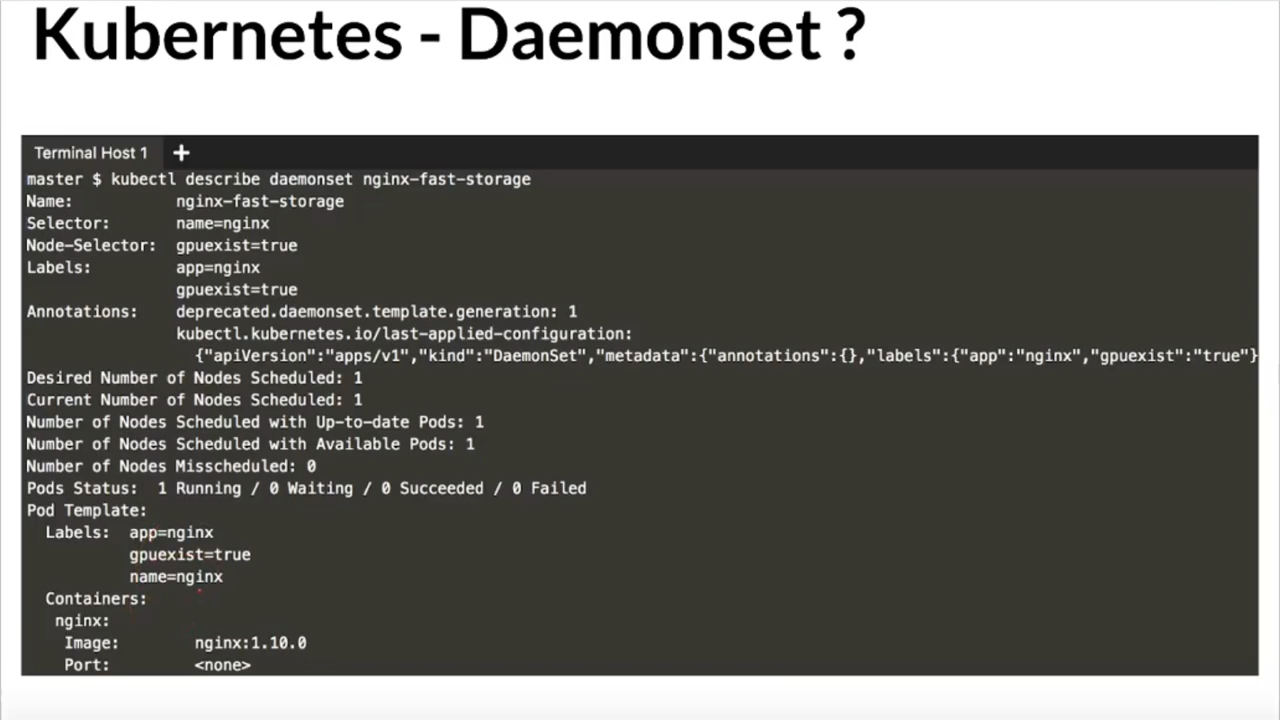 Kubernetes - Daemonset ?
Terminal Host 1 +
master $ kubectl describe daemonset nginx-fast-storage
Name: nginx-fast-storage
Selector: name=nginx
Node-Selector: gpuexist=true
Labels: app=nginx
gpuexist=true
Annotations: deprecated.daemonset.template.generation: 1
kubectl.kubernetes.io/last-applied-configuration:
{"apiVersion":"apps/v1","kind":"DaemonSet","metadata":{"annotations":{},"labels":{"app":"nginx","gpuexist":"true"}
Desired Number of Nodes Scheduled: 1
Current Number of Nodes Scheduled: 1
Number of Nodes Scheduled with Up-to-date Pods: 1
Number of Nodes Scheduled with Available Pods: 1
Number of Nodes Misscheduled: 0
Pods Status: 1 Running / 0 Waiting / 0 Succeeded / 0 Failed
Pod Template:
Labels: app=nginx
gpuexist=true
name=nginx
Containers:
nginx:
Image: nginx:1.10.0
Port: <none>